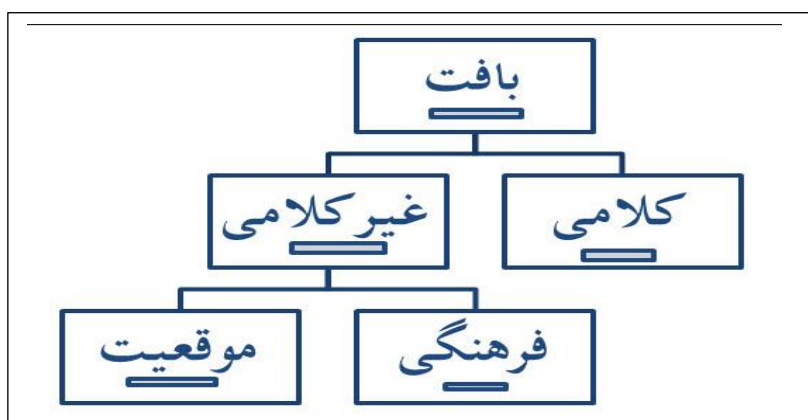 بافت
کلامی
غیرکلامی
فرهنگی
موقعیت